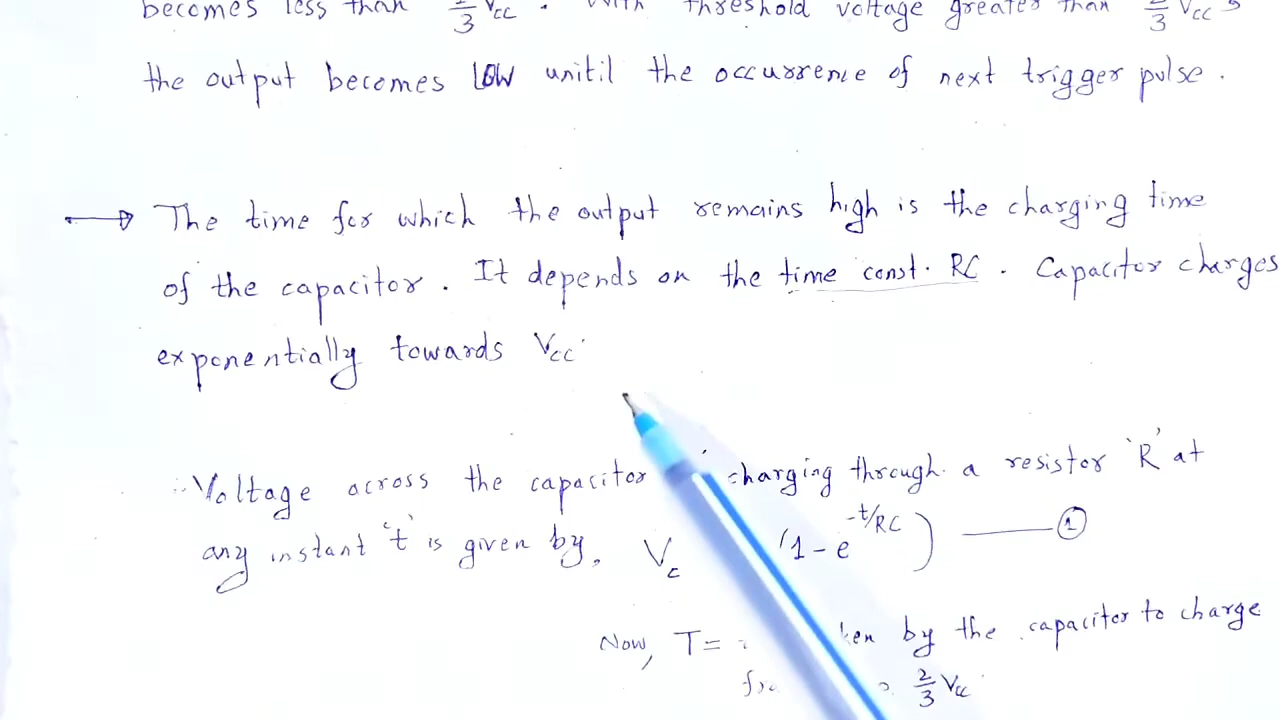 becomes less than 2/3 Vcc . With threshold voltage greater than 2/3 Vcc,
the output becomes LOW unitil the occurrence of next trigger pulse.
→ The time for which the output remains high is the charging time
of the capacitor. It depends on the time const. RC. Capacitor charges
exponentially towards Vcc.
∴ Voltage across the capacitor charging through a resistor 'R' at
any instant 't' is given by, Vc (1 - e^-t/RC) —— 1
Now, T = by the capacitor to charge
2/3 Vcc